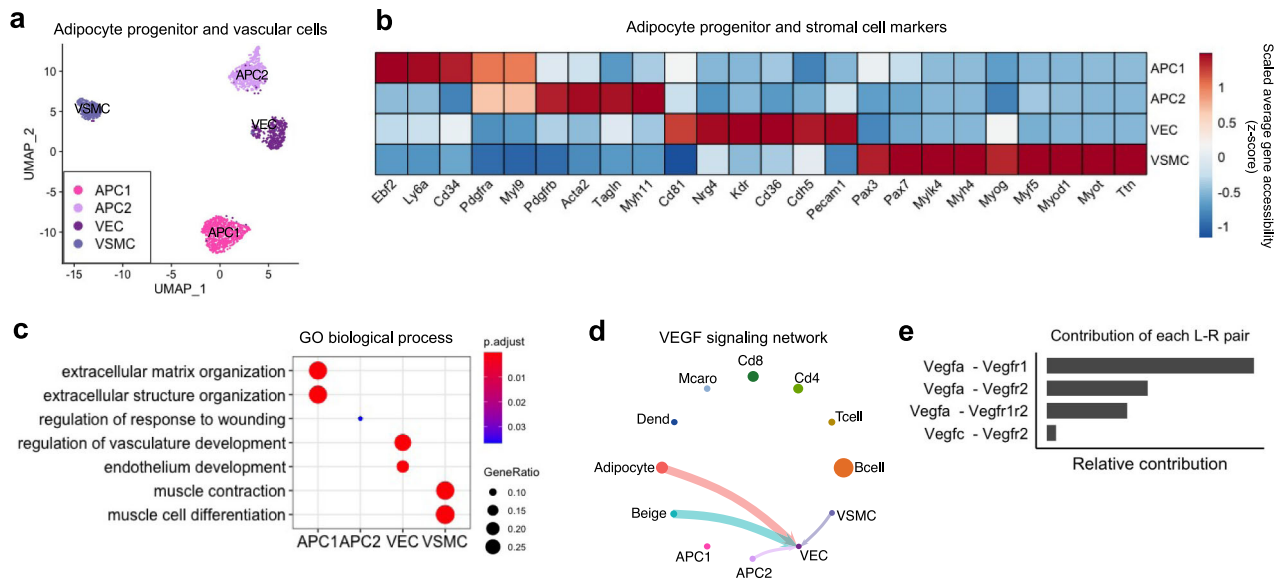 a
Adipocyte progenitor and vascular cells
10
5
0
-5
-10
UMAP_2
APC2
VSMC
VEC
APC1
APC1
APC2
VEC
VSMC
-15
-10
-5
0
5
UMAP_1
b
Adipocyte progenitor and stromal cell markers
APC1
APC2
VEC
VSMC
Ebf2
Ly6a
Cd34
Pdgfra
Myl9
Pdgfrb
Acta2
Tagln
Myh11
Cd81
Nrg4
Kdr
Cd36
Cdh5
Pecam1
Pax3
Pax7
Mylk4
Myh4
Myog
Myf5
Myod1
Myot
Ttn
1
0.5
0
-0.5
-1
Scaled average gene accessibility
(z-score)
c
GO biological process
extracellular matrix organization
extracellular structure organization
regulation of response to wounding
regulation of vasculature development
endothelium development
muscle contraction
muscle cell differentiation
APC1 APC2 VEC VSMC
p.adjust
0.01
0.02
0.03
GeneRatio
0.10
0.15
0.20
0.25
d
VEGF signaling network
Cd8
Mcaro
Cd4
Dend
Tcell
Adipocyte
Bcell
Beige
VSMC
APC1
VEC
APC2
e
Contribution of each L-R pair
Vegfa - Vegfr1
Vegfa - Vegfr2
Vegfa - Vegfr1r2
Vegfc - Vegfr2
Relative contribution